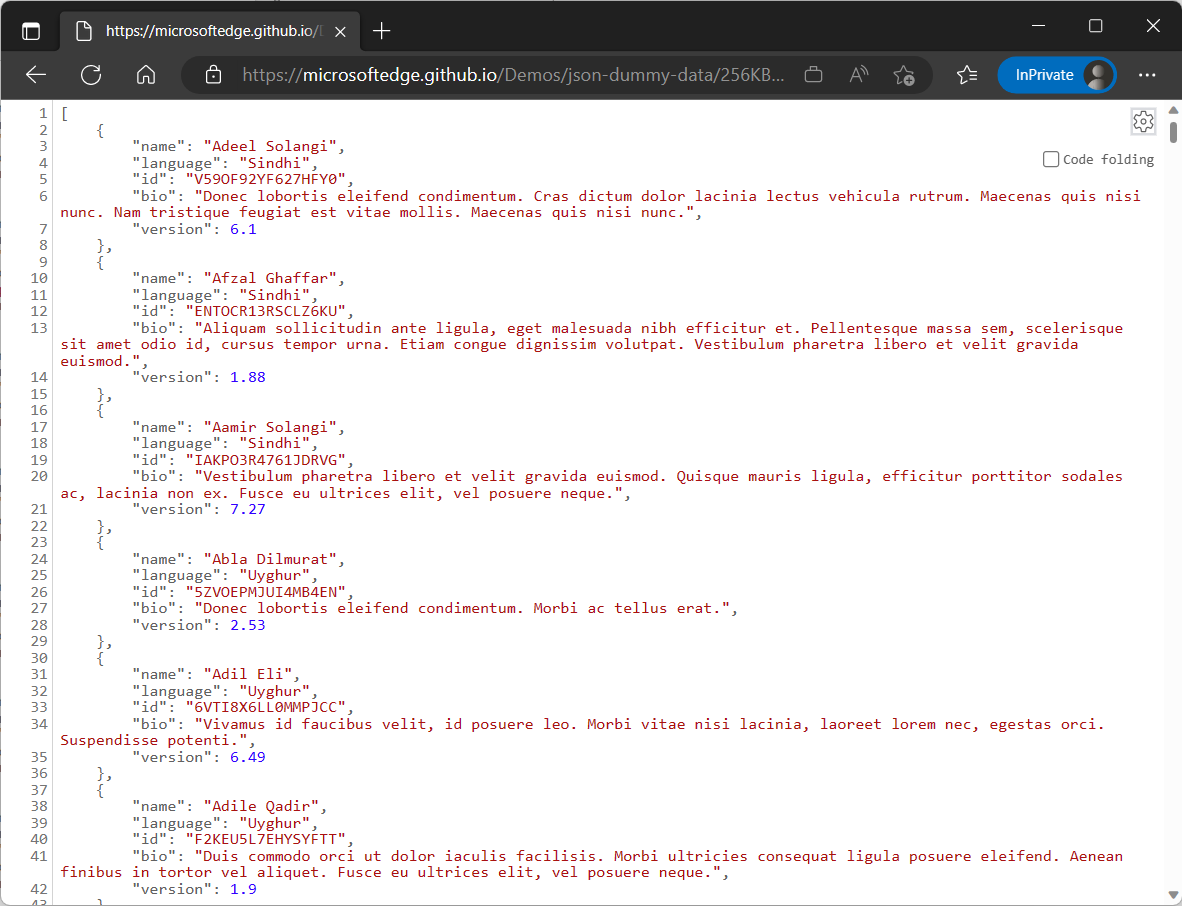 https://microsoftedge.github.io/
https://microsoftedge.github.io/Demos/json-dummy-data/256KB...
InPrivate
Code folding
1 [
2 {
3 "name": "Adeel Solangi",
4 "language": "Sindhi",
5 "id": "V59OF92YF627HFY0",
6 "bio": "Donec lobortis eleifend condimentum. Cras dictum dolor lacinia lectus vehicula rutrum. Maecenas quis nisi
nunc. Nam tristique feugiat est vitae mollis. Maecenas quis nisi nunc.",
7 "version": 6.1
8 },
9 {
10 "name": "Afzal Ghaffar",
11 "language": "Sindhi",
12 "id": "ENTOCR13RSCLZ6KU",
13 "bio": "Aliquam sollicitudin ante ligula, eget malesuada nibh efficitur et. Pellentesque massa sem, scelerisque
sit amet odio id, cursus tempor urna. Etiam congue dignissim volutpat. Vestibulum pharetra libero et velit gravida
euismod.",
14 "version": 1.88
15 },
16 {
17 "name": "Aamir Solangi",
18 "language": "Sindhi",
19 "id": "IAKPO3R4761JDRVG",
20 "bio": "Vestibulum pharetra libero et velit gravida euismod. Quisque mauris ligula, efficitur porttitor sodales
ac, lacinia non ex. Fusce eu ultrices elit, vel posuere neque.",
21 "version": 7.27
22 },
23 {
24 "name": "Abla Dilmurat",
25 "language": "Uyghur",
26 "id": "5ZVOEPMJUI4MB4EN",
27 "bio": "Donec lobortis eleifend condimentum. Morbi ac tellus erat.",
28 "version": 2.53
29 },
30 {
31 "name": "Adil Eli",
32 "language": "Uyghur",
33 "id": "6VTI8X6LL0MMPJCC",
34 "bio": "Vivamus id faucibus velit, id posuere leo. Morbi vitae nisi lacinia, laoreet lorem nec, egestas orci.
Suspendisse potenti.",
35 "version": 6.49
36 },
37 {
38 "name": "Adile Qadir",
39 "language": "Uyghur",
40 "id": "F2KEU5L7EHYSYFTT",
41 "bio": "Duis commodo orci ut dolor iaculis facilisis. Morbi ultricies consequat ligula posuere eleifend. Aenean
finibus in tortor vel aliquet. Fusce eu ultrices elit, vel posuere neque.",
42 "version": 1.9
43 }